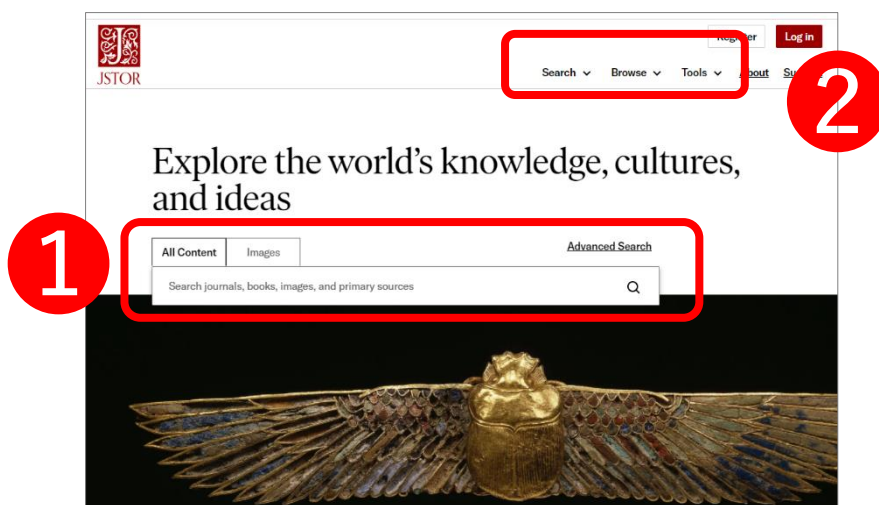 Register Log in
JSTOR
Search Browse Tools About
2
Explore the world's knowledge, cultures,
and ideas
1
All Content Images Advanced Search
Search journals, books, images, and primary sources